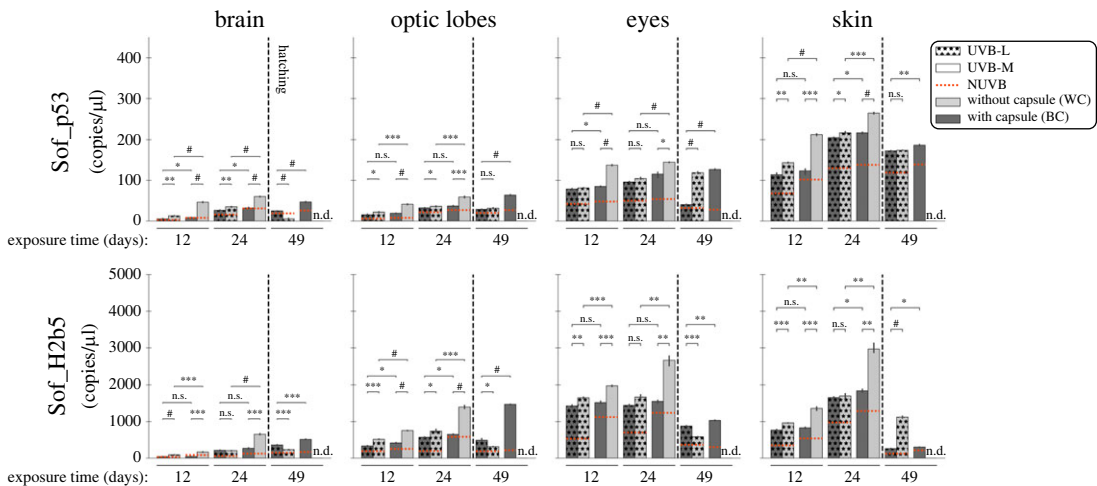 brain optic lobes eyes skin
Sof_p53
(copies/µl)
400
300
200
100
0
hatching
** * # # ** * # # # # n.d.
* n.s. # *** * n.s. *** *** n.s. # n.d.
n.s. * # # n.s. n.s. * # # # n.d.
** n.s. *** # * * # *** n.s. ** n.d.
UVB-L
UVB-M
NUVB
without capsule (WC)
with capsule (BC)
exposure time (days): 12 24 49 12 24 49 12 24 49 12 24 49
Sof_H2b5
(copies/µl)
5000
4000
3000
2000
1000
0
# n.s. *** *** n.s. n.s. *** # *** *** n.d.
*** * # # * * # *** * # n.d.
** n.s. *** *** n.s. n.s. ** ** *** ** n.d.
*** n.s. *** ** n.s. * ** ** # * n.d.
exposure time (days): 12 24 49 12 24 49 12 24 49 12 24 49